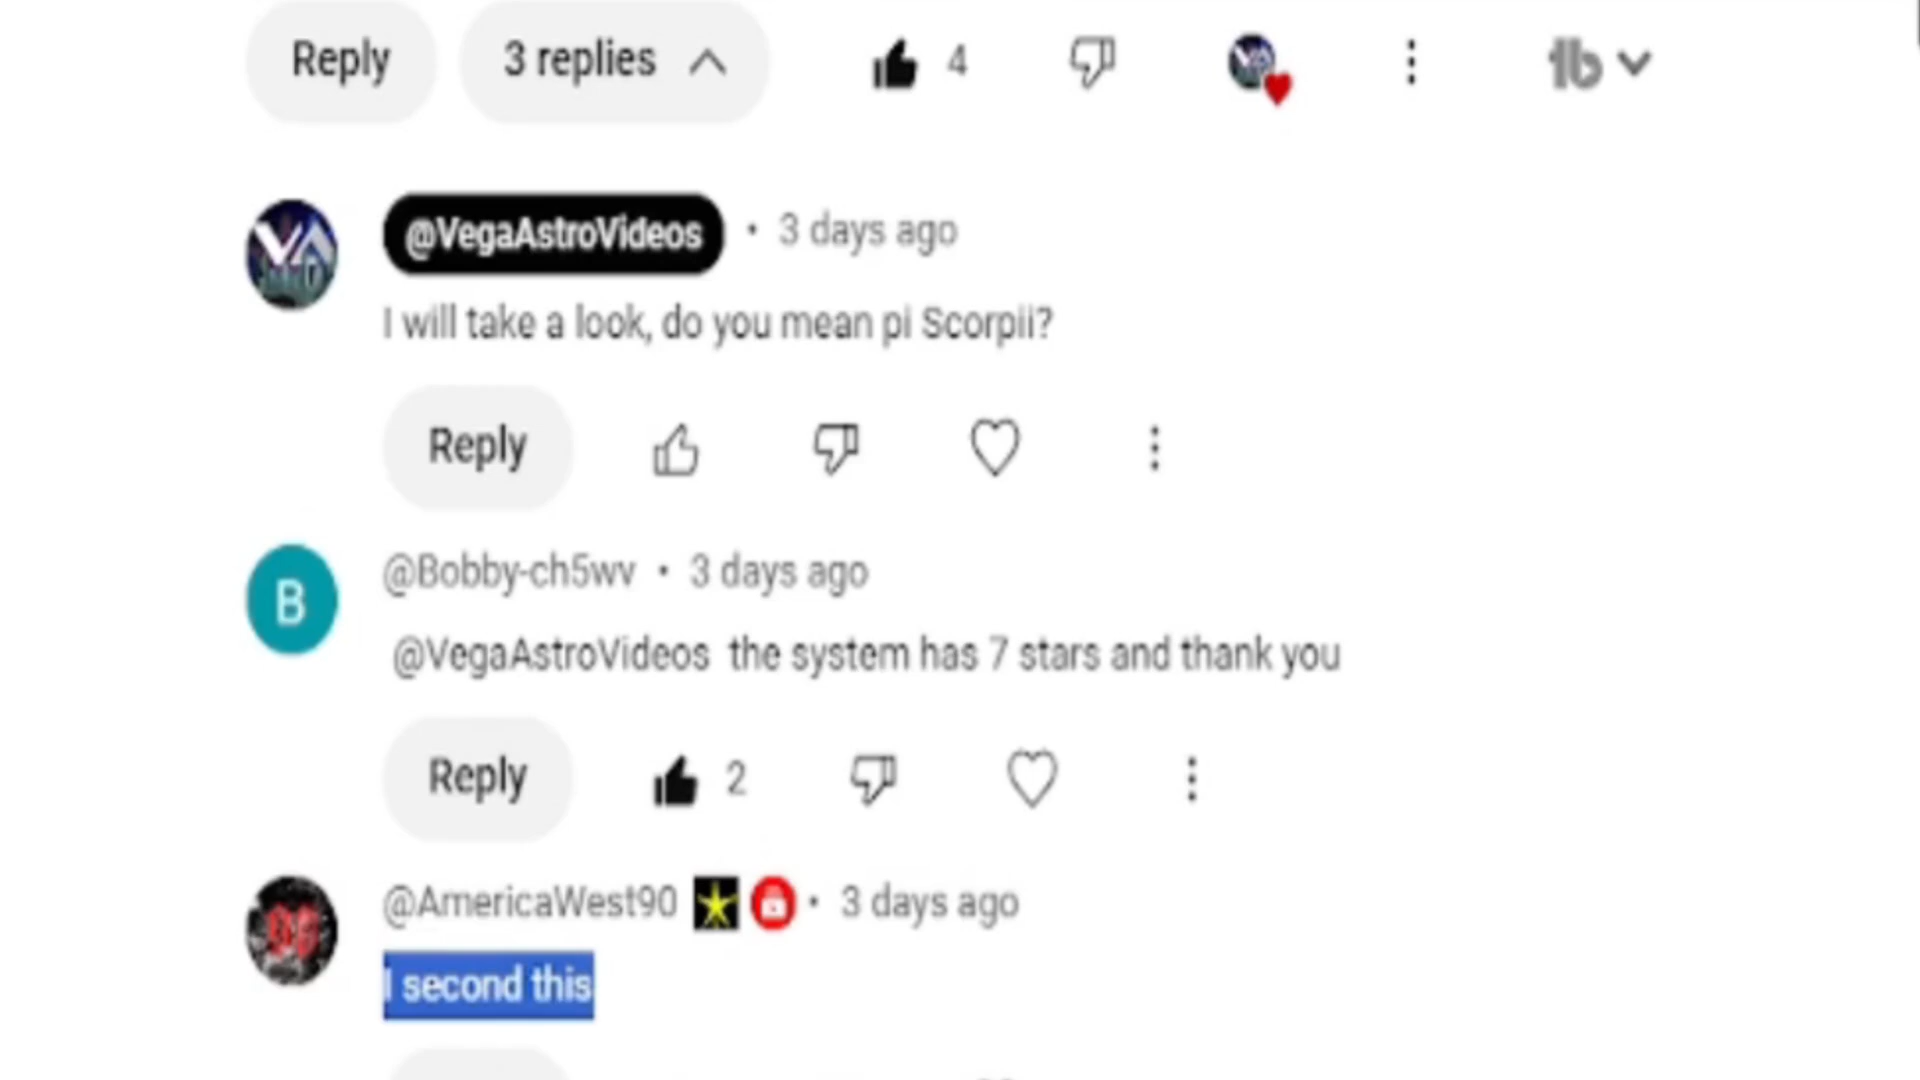 Reply 3 replies 4
@VegaAstroVideos • 3 days ago
I will take a look, do you mean pi Scorpii?
Reply
B @Bobby-ch5wv • 3 days ago
@VegaAstroVideos the system has 7 stars and thank you
Reply 2
@AmericaWest90 • 3 days ago
I second this